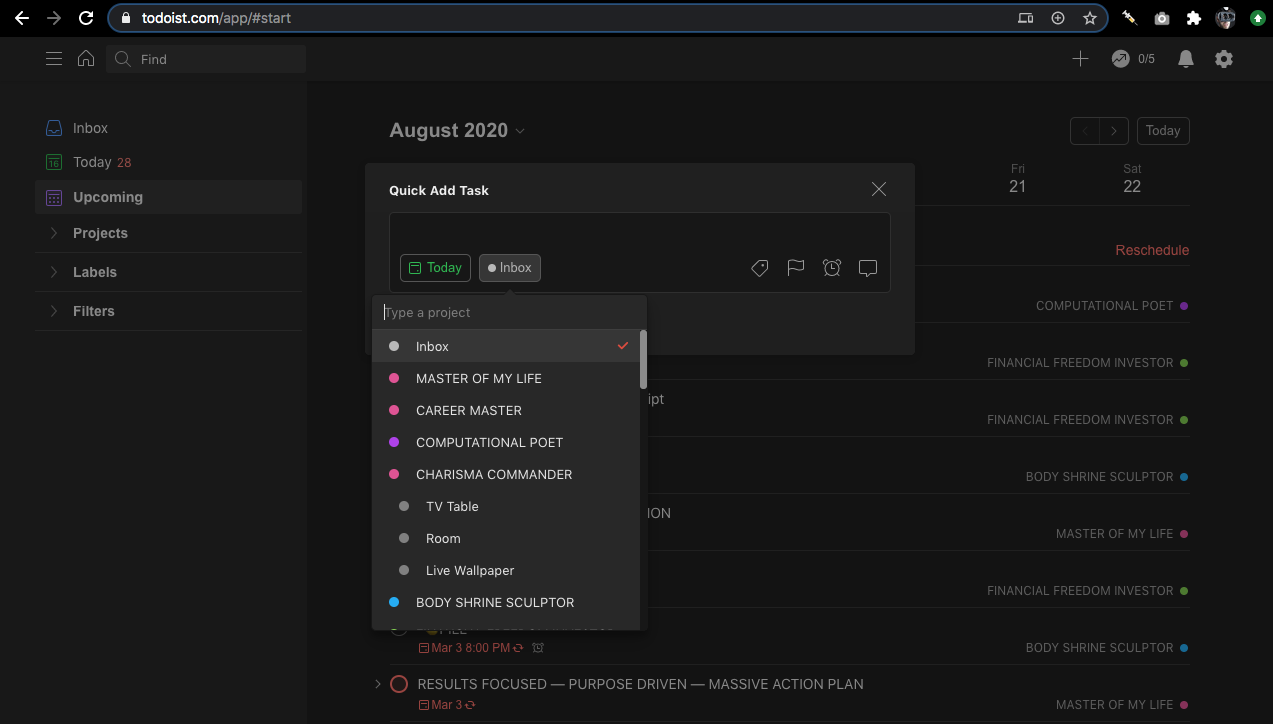 todoist.com/app/#start
Find
0/5
Inbox
16 Today 28
Upcoming
Projects
Labels
Filters
August 2020
Today
Fri
21
Sat
22
Quick Add Task
Today
Inbox
Type a project
Inbox
MASTER OF MY LIFE
CAREER MASTER
COMPUTATIONAL POET
CHARISMA COMMANDER
TV Table
Room
Live Wallpaper
BODY SHRINE SCULPTOR
Reschedule
COMPUTATIONAL POET
FINANCIAL FREEDOM INVESTOR
ipt
FINANCIAL FREEDOM INVESTOR
BODY SHRINE SCULPTOR
ION
MASTER OF MY LIFE
FINANCIAL FREEDOM INVESTOR
Mar 3 8:00 PM
BODY SHRINE SCULPTOR
RESULTS FOCUSED — PURPOSE DRIVEN — MASSIVE ACTION PLAN
Mar 3
MASTER OF MY LIFE